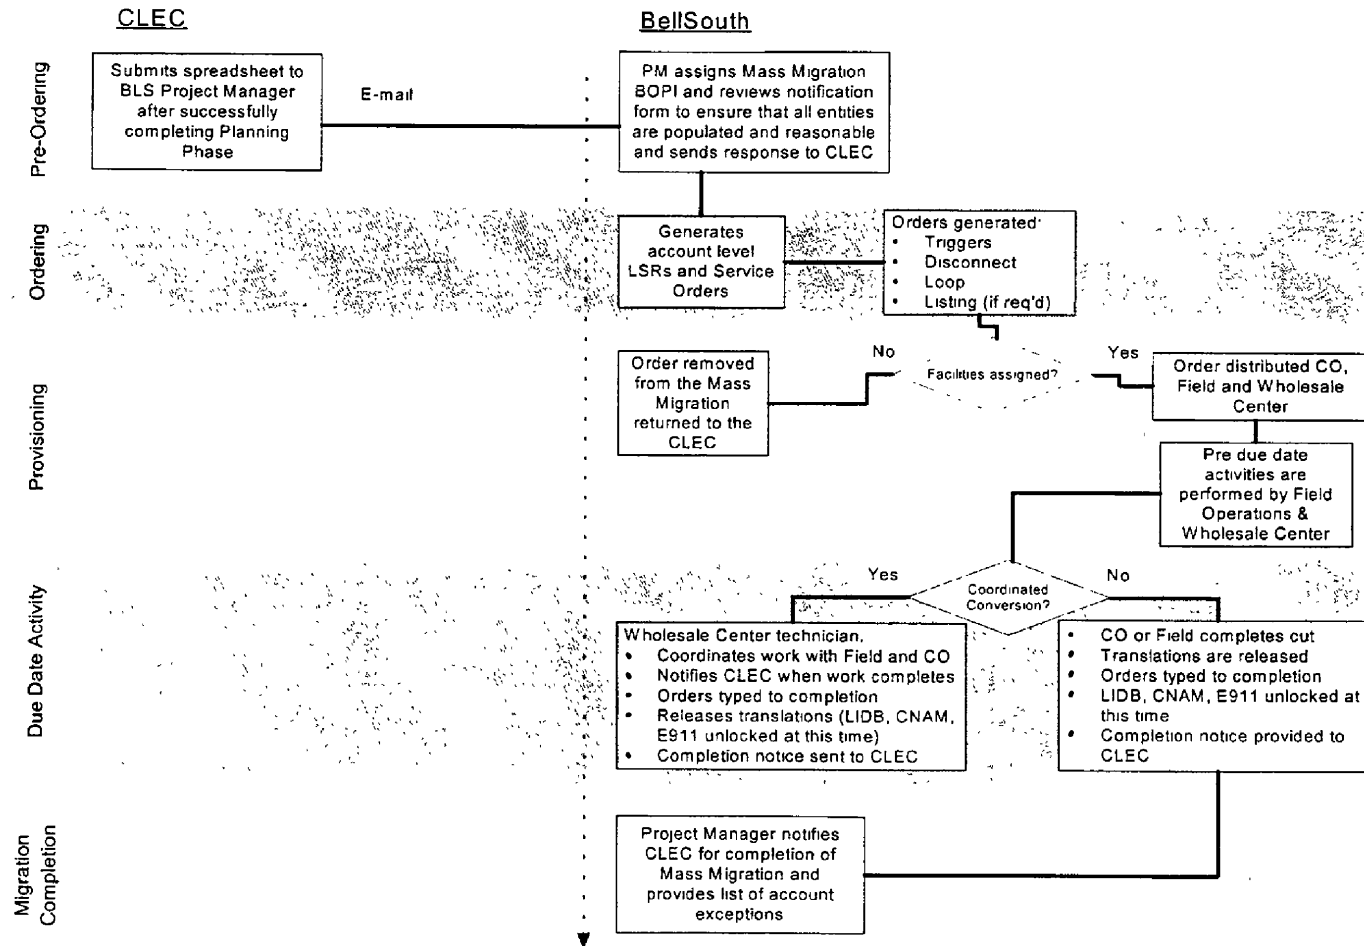 CLEC
BellSouth
Pre-Ordering
Submits spreadsheet to
BLS Project Manager
after successfully
completing Planning
Phase
E-mail
PM assigns Mass Migration
BOPI and reviews notification
form to ensure that all entities
are populated and reasonable
and sends response to CLEC
Ordering
Generates
account level
LSRs and Service
Orders
Orders generated:
• Triggers
• Disconnect
• Loop
• Listing (if req'd)
Provisioning
No
Facilities assigned?
Yes
Order removed
from the Mass
Migration
returned to the
CLEC
Order distributed CO,
Field and Wholesale
Center
Pre due date
activities are
performed by Field
Operations &
Wholesale Center
Due Date Activity
Yes
Coordinated
Conversion?
No
Wholesale Center technician,
• Coordinates work with Field and CO
• Notifies CLEC when work completes
• Orders typed to completion
• Releases translations (LIDB, CNAM,
E911 unlocked at this time)
• Completion notice sent to CLEC
• CO or Field completes cut
• Translations are released
• Orders typed to completion
• LIDB, CNAM, E911 unlocked at
this time
• Completion notice provided to
CLEC
Migration
Completion
Project Manager notifies
CLEC for completion of
Mass Migration and
provides list of account
exceptions